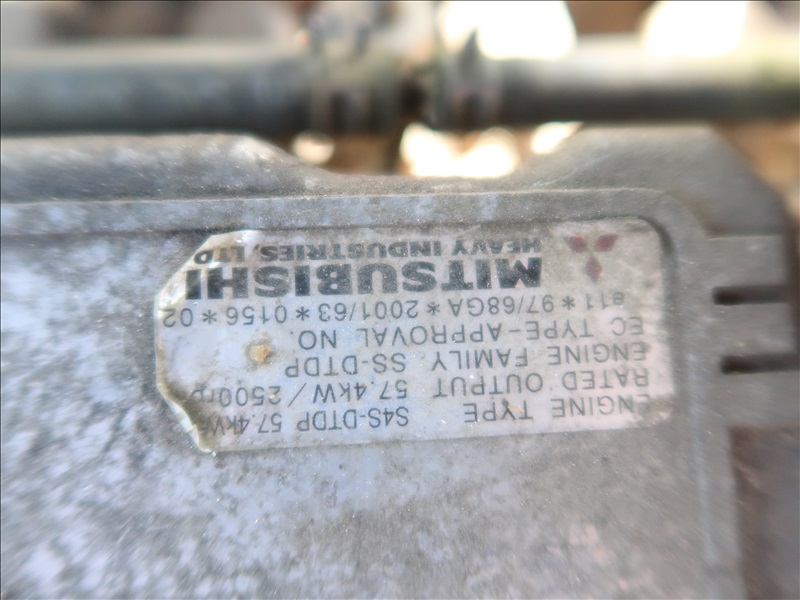 ENGINE TYPE S4S-DTDP 57.4kW
RATED OUTPUT 57.4kW / 2500
ENGINE FAMILY SS-DTDP
EC TYPE-APPROVAL NO.
e11*97/68GA*2001/63*0156*02
MITSUBISHI
HEAVY INDUSTRIES, LTD